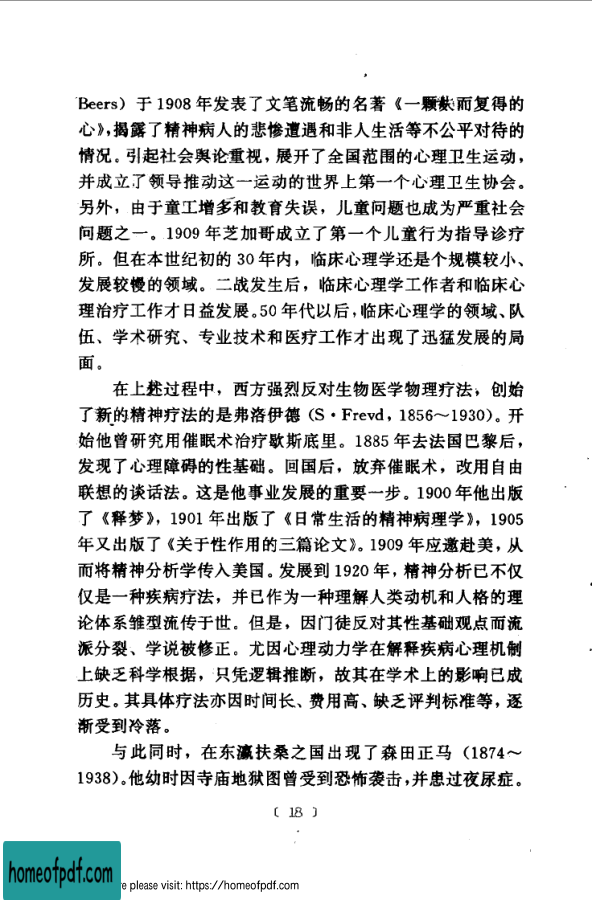 Beers）于 1908 年发表了文笔流畅的名著《一颗失而复得的
心》，揭露了精神病人的悲惨遭遇和非人生活等不公平对待的
情况。引起社会舆论重视，展开了全国范围的心理卫生运动，
并成立了领导推动这一运动的世界上第一个心理卫生协会。
另外，由于童工增多和教育失误，儿童问题也成为严重社会
问题之一。1909 年芝加哥成立了第一个儿童行为指导诊疗
所。但在本世纪初的 30 年内，临床心理学还是个规模较小、
发展较慢的领域。二战发生后，临床心理学工作者和临床心
理治疗工作才日益发展。50 年代以后，临床心理学的领域、队
伍、学术研究、专业技术和医疗工作才出现了迅猛发展的局
面。
在上述过程中，西方强烈反对生物医学物理疗法，创始
了新的精神疗法的是弗洛伊德（S·Frevd，1856～1930）。开
始他曾研究用催眠术治疗歇斯底里。1885 年去法国巴黎后，
发现了心理障碍的性基础。回国后，放弃催眠术，改用自由
联想的谈话法。这是他事业发展的重要一步。1900 年他出版
了《释梦》，1901 年出版了《日常生活的精神病理学》，1905
年又出版了《关于性作用的三篇论文》。1909 年应邀赴美，从
而将精神分析学传入美国。发展到 1920 年，精神分析已不仅
仅是一种疾病疗法，并已作为一种理解人类动机和人格的理
论体系雏型流传于世。但是，因门徒反对其性基础观点而流
派分裂、学说被修正。尤因心理动力学在解释疾病心理机制
上缺乏科学根据，只凭逻辑推断，故其在学术上的影响已成
历史。其具体疗法亦因时间长、费用高、缺乏评判标准等，逐
渐受到冷落。
与此同时，在东瀛扶桑之国出现了森田正马（1874～
1938）。他幼时因寺庙地狱图曾受到恐怖袭击，并患过夜尿症。
〔 18 〕
homeofpdf.com
re please visit: https://homeofpdf.com